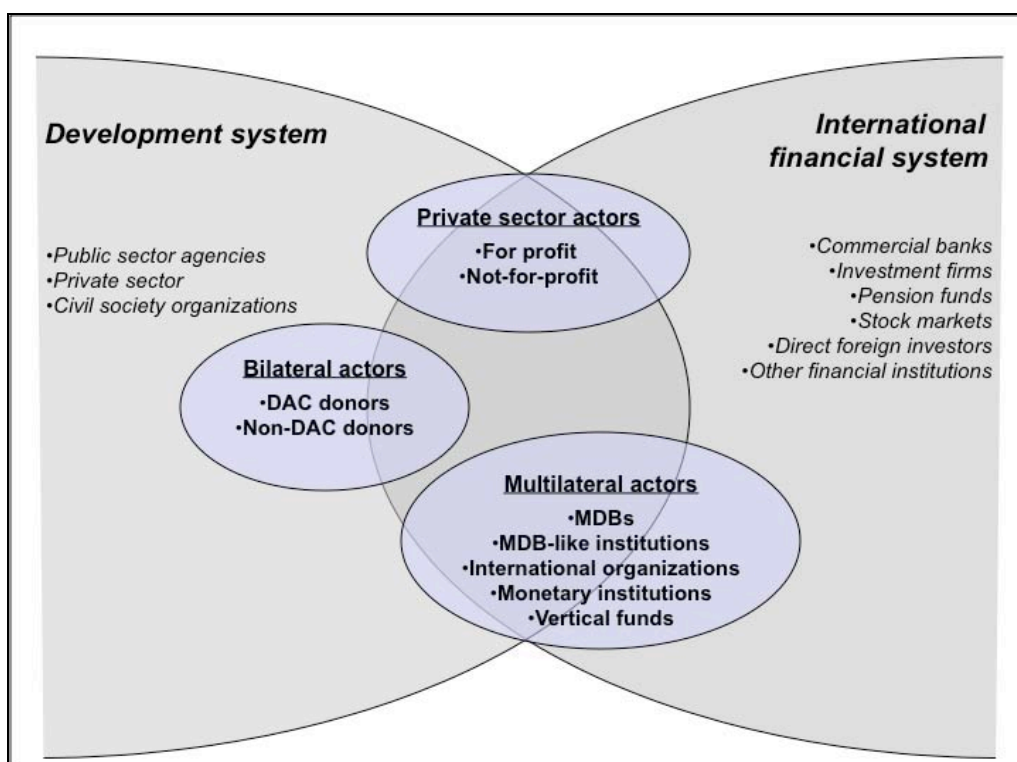 Development system
•Public sector agencies
•Private sector
•Civil society organizations
International
financial system
•Commercial banks
•Investment firms
•Pension funds
•Stock markets
•Direct foreign investors
•Other financial institutions
Private sector actors
•For profit
•Not-for-profit
Bilateral actors
•DAC donors
•Non-DAC donors
Multilateral actors
•MDBs
•MDB-like institutions
•International organizations
•Monetary institutions
•Vertical funds